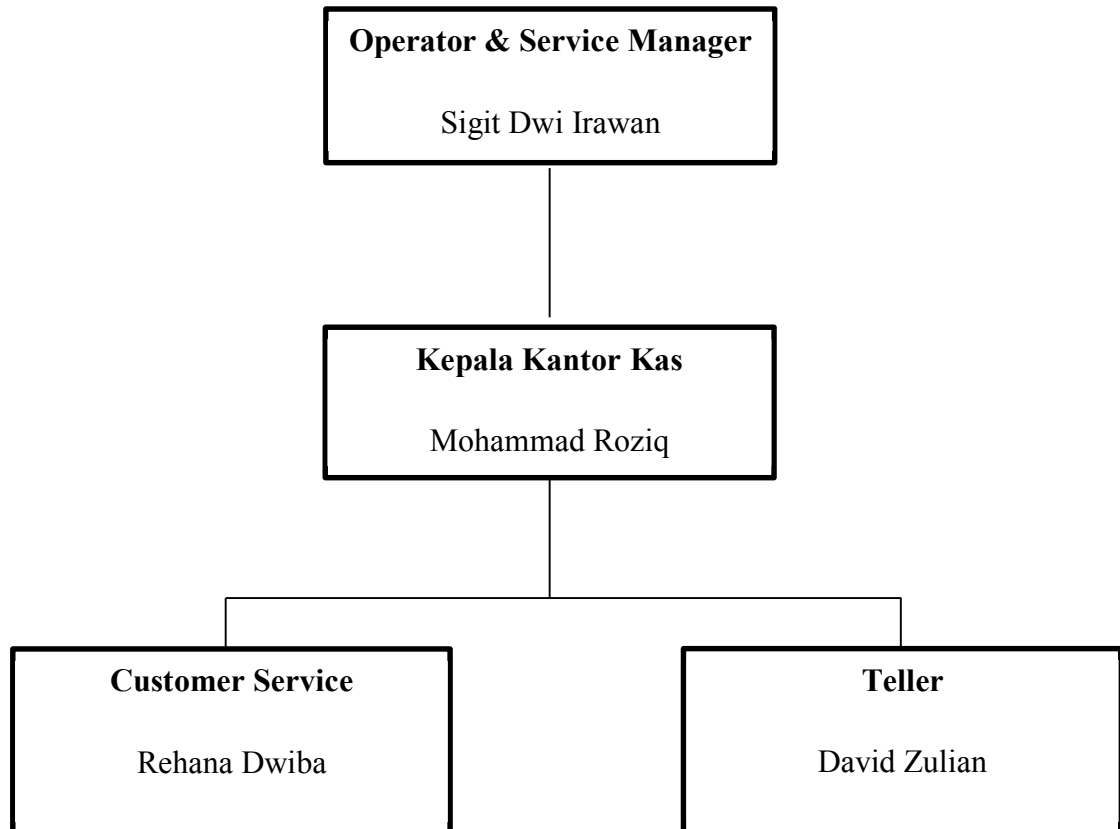 Operator & Service Manager
Sigit Dwi Irawan
Kepala Kantor Kas
Mohammad Roziq
Customer Service
Rehana Dwiba
Teller
David Zulian